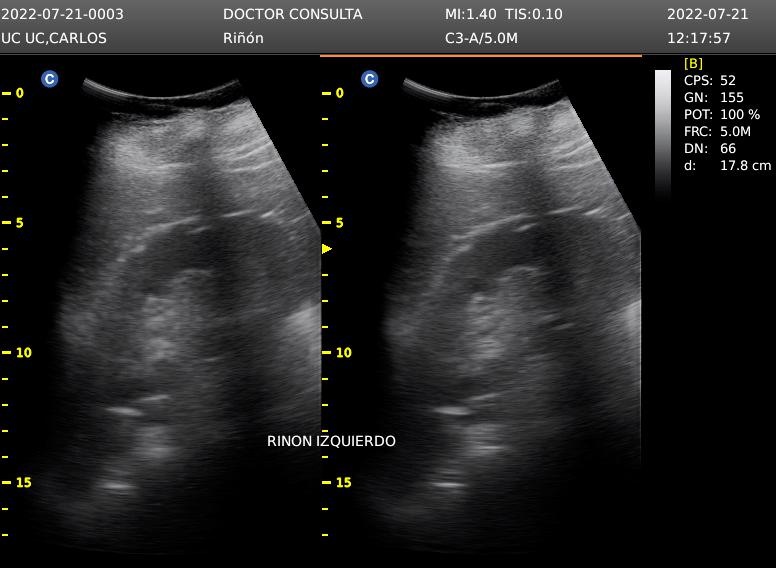 2022-07-21-0003 DOCTOR CONSULTA MI:1.40 TIS:0.10 2022-07-21
UC UC,CARLOS Riñón C3-A/5.0M 12:17:57
C C
[B]
CPS: 52
GN: 155
POT: 100 %
FRC: 5.0M
DN: 66
d: 17.8 cm
0 0
5 5
10 10
RINON IZQUIERDO
15 15